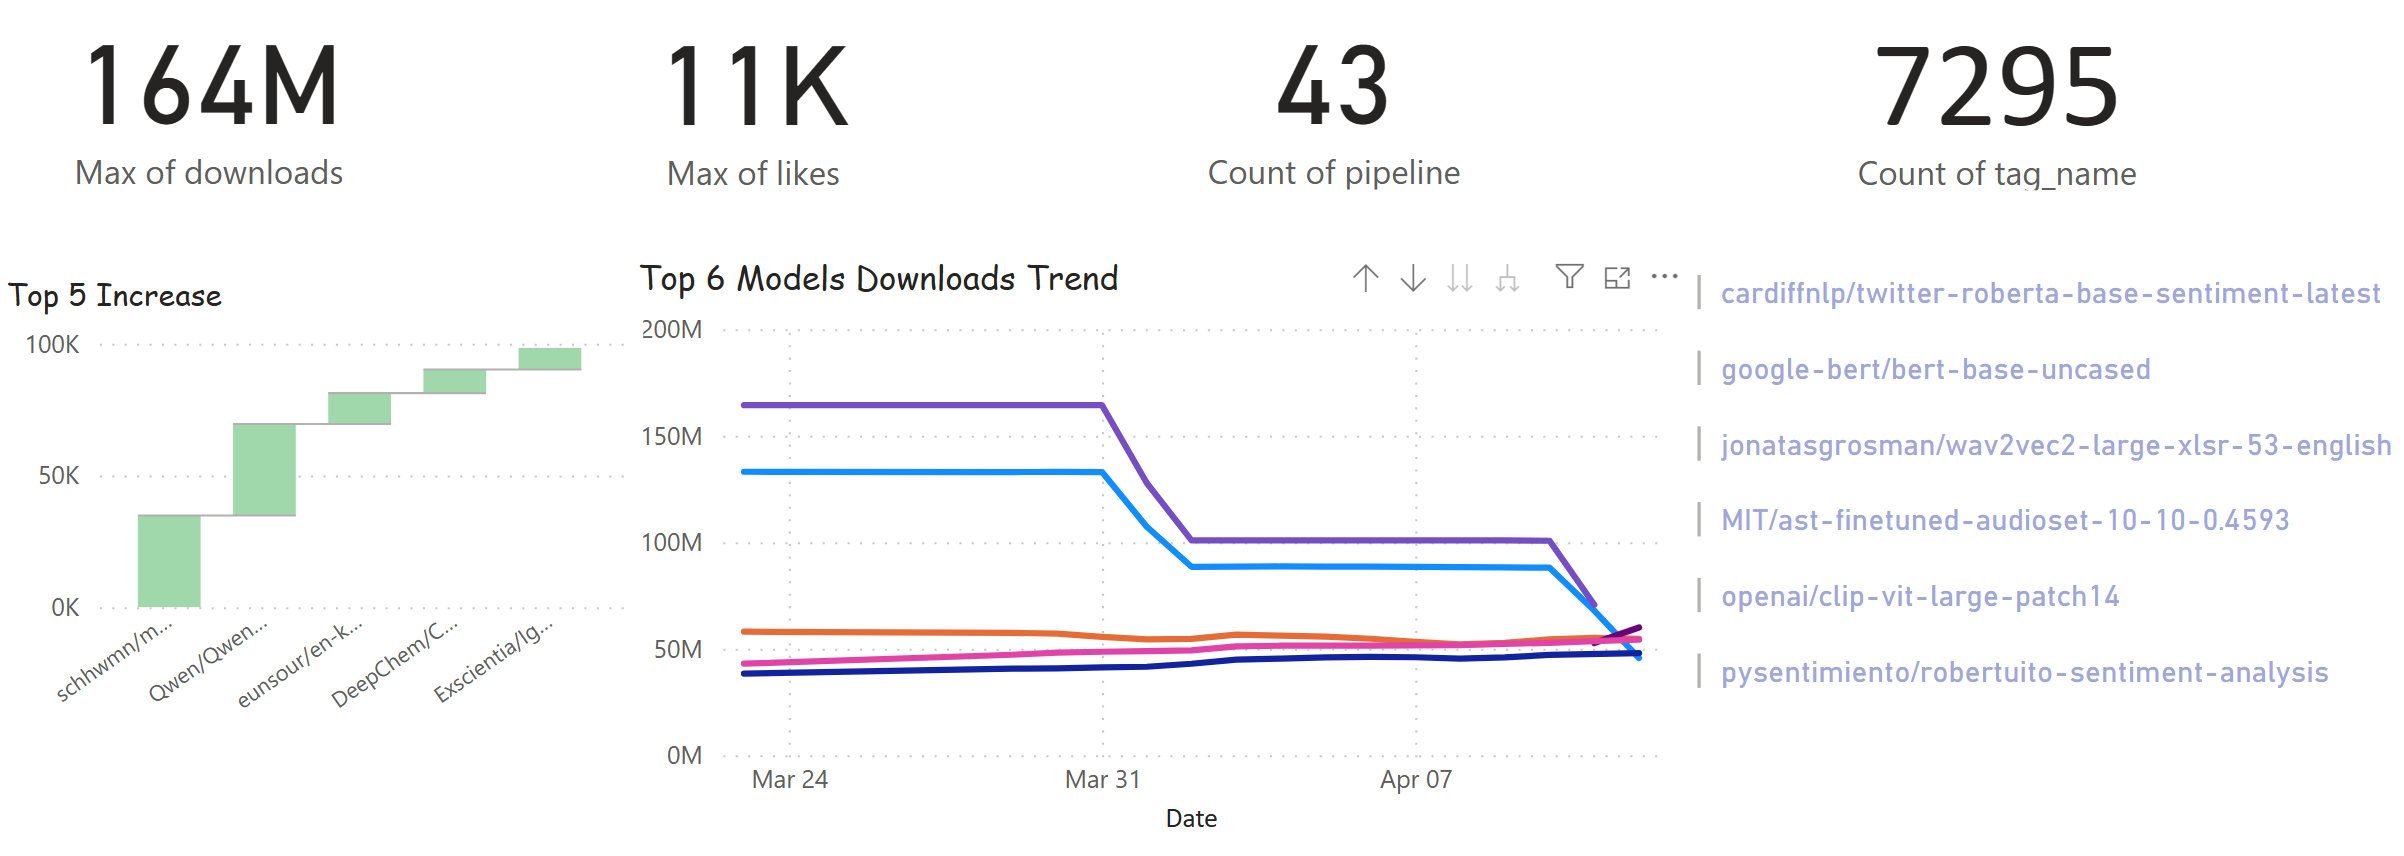 164M
Max of downloads
11K
Max of likes
43
Count of pipeline
7295
Count of tag_name
Top 5 Increase
100K
50K
0K
schhwmn/m...
Qwen/Qwen...
eunsour/en-k...
DeepChem/C...
Exscientia/Ig...
Top 6 Models Downloads Trend
200M
150M
100M
50M
0M
Mar 24
Mar 31
Apr 07
Date
cardiffnlp/twitter-roberta-base-sentiment-latest
google-bert/bert-base-uncased
jonatasgrosman/wav2vec2-large-xlsr-53-english
MIT/ast-finetuned-audioset-10-10-0.4593
openai/clip-vit-large-patch14
pysentimiento/robertuito-sentiment-analysis